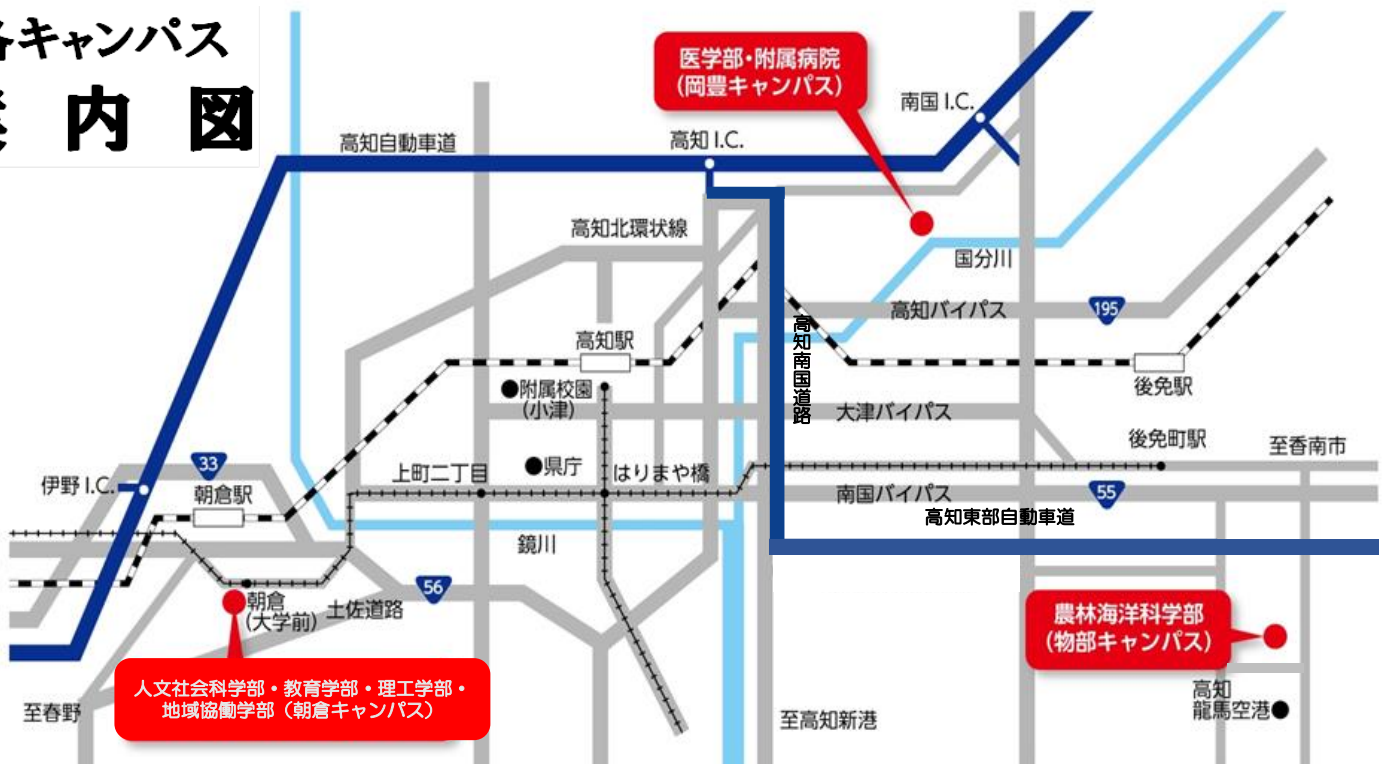 各キャンパス
案内図
医学部・附属病院
(岡豊キャンパス)
南国 I.C.
高知自動車道
高知 I.C.
高知北環状線
国分川
高知バイパス
195
高知駅
高知南国道路
後免駅
附属校園
(小津)
大津バイパス
後免町駅
至香南市
33
伊野 I.C.
朝倉駅
上町二丁目
県庁
はりまや橋
南国バイパス
55
高知東部自動車道
鏡川
56
朝倉
(大学前)
土佐道路
農林海洋科学部
(物部キャンパス)
人文社会科学部・教育学部・理工学部・
地域協働学部（朝倉キャンパス）
至春野
至高知新港
高知
龍馬空港